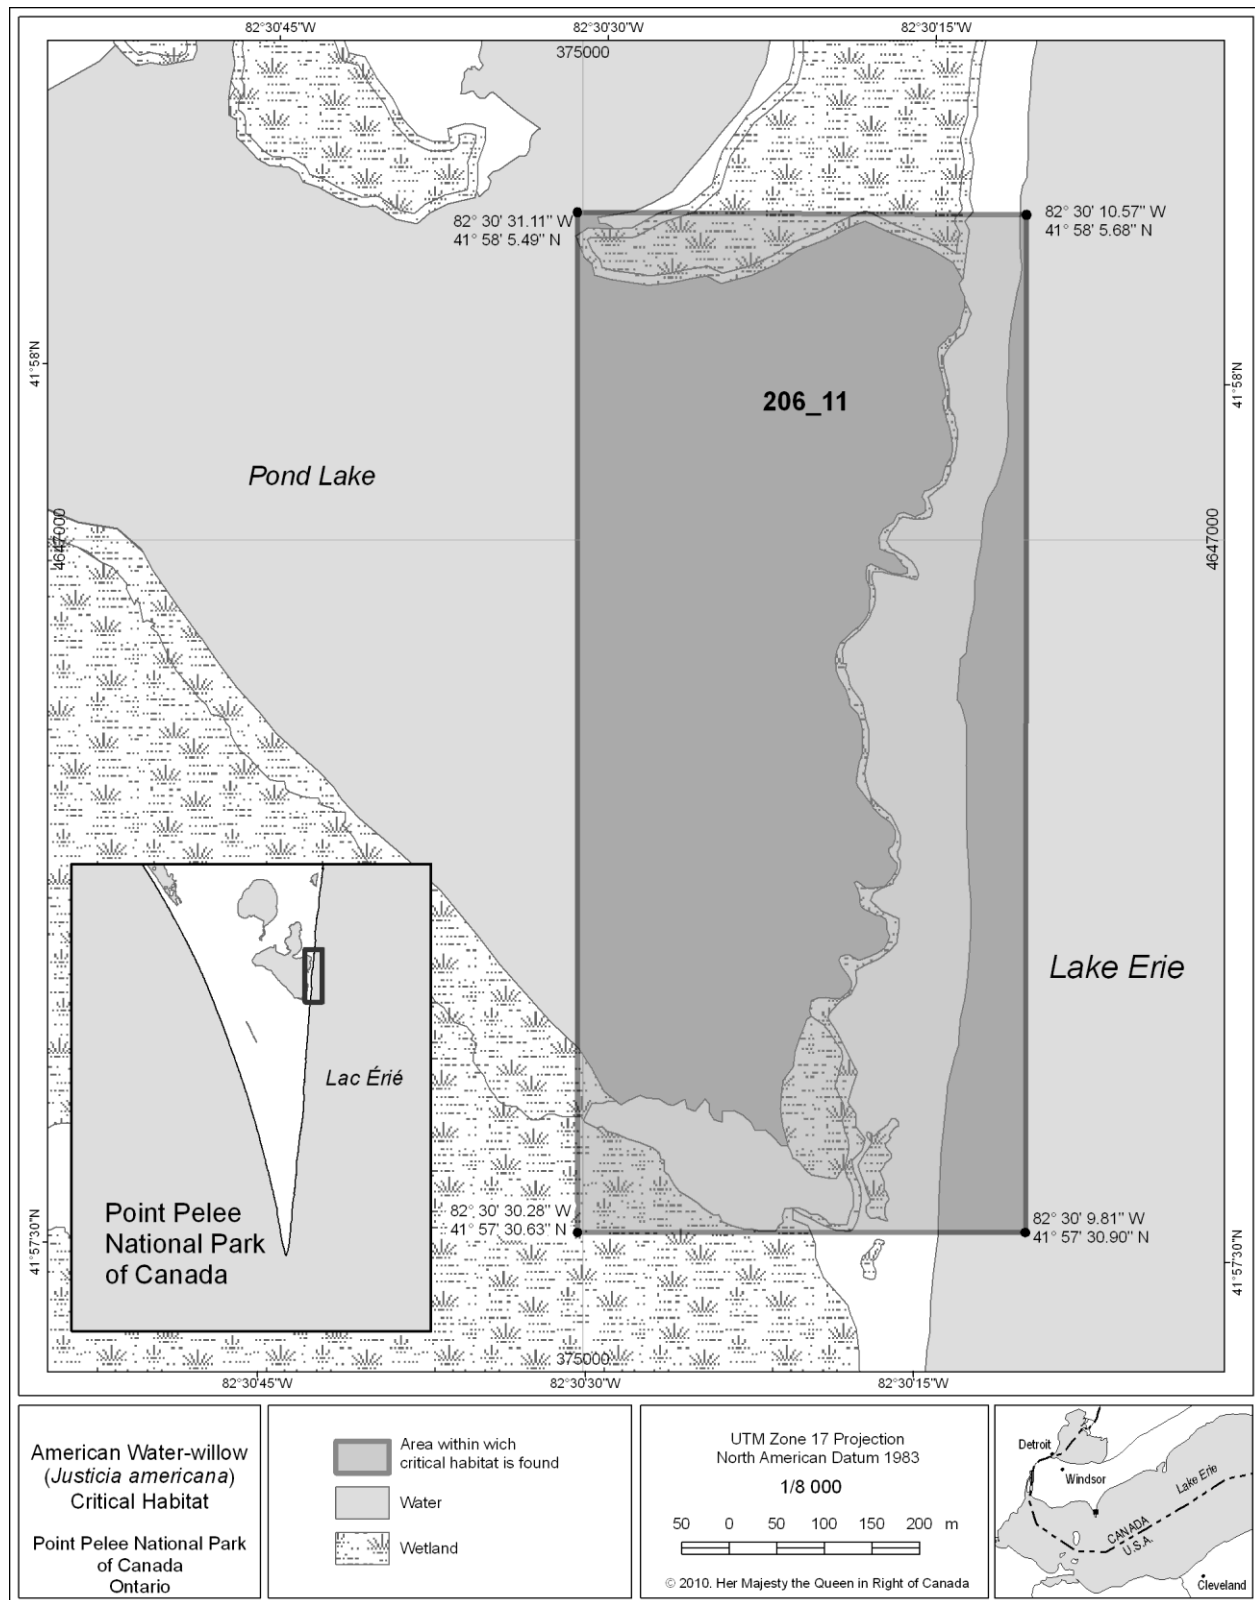 82°30'45"W 82°30'30"W 82°30'15"W
375000
82° 30' 31.11" W
41° 58' 5.49" N
82° 30' 10.57" W
41° 58' 5.68" N
41°58'N
41°58'N
206_11
Pond Lake
4647000
4647000
Lake Erie
Lac Érié
Point Pelee
National Park
of Canada
82° 30' 30.28" W
41° 57' 30.63" N
82° 30' 9.81" W
41° 57' 30.90" N
41°57'30"N
41°57'30"N
375000
82°30'45"W 82°30'30"W 82°30'15"W
American Water-willow
(Justicia americana)
Critical Habitat
Point Pelee National Park
of Canada
Ontario
Area within wich
critical habitat is found
Water
Wetland
UTM Zone 17 Projection
North American Datum 1983
1/8 000
50 0 50 100 150 200 m
© 2010. Her Majesty the Queen in Right of Canada
Detroit
Windsor
Lake Erie
CANADA
U.S.A.
Cleveland